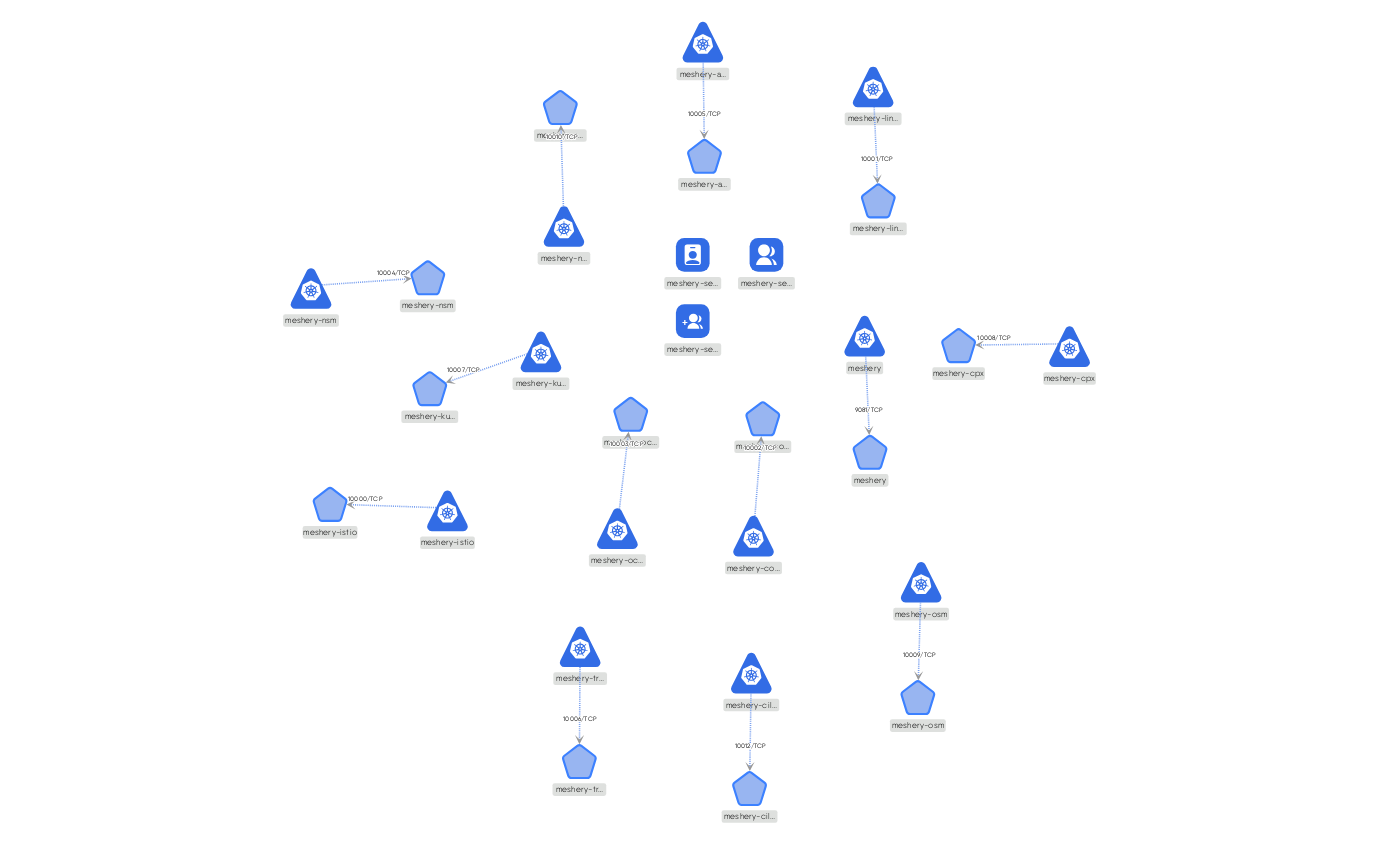 meshery-a...
10005/TCP
meshery-a...
meshery-lin...
10001/TCP
meshery-lin...
10010/TCP
meshery-n...
meshery-se...
meshery-se...
meshery-se...
meshery-nsm
10004/TCP
meshery-nsm
meshery-ku...
10007/TCP
meshery-ku...
meshery
9081/TCP
meshery
10008/TCP
meshery-cpx
meshery-cpx
10003/TCP
meshery-oc...
10002/TCP
meshery-co...
10000/TCP
meshery-istio
meshery-istio
meshery-osm
10009/TCP
meshery-osm
meshery-tr...
10006/TCP
meshery-tr...
meshery-cil...
10012/TCP
meshery-cil...